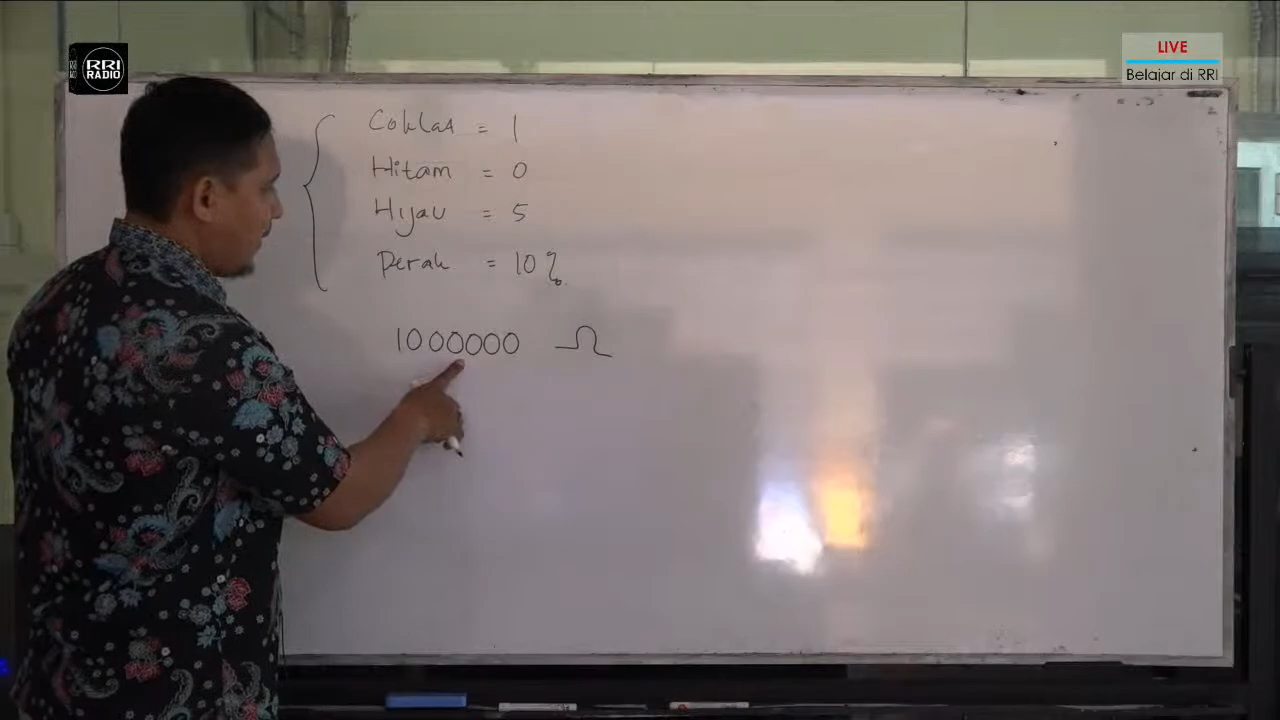 RRI
RADIO
LIVE
Belajar di RRI
Coklat = 1
Hitam = 0
Hijau = 5
Perak = 10%
1000000 Ω